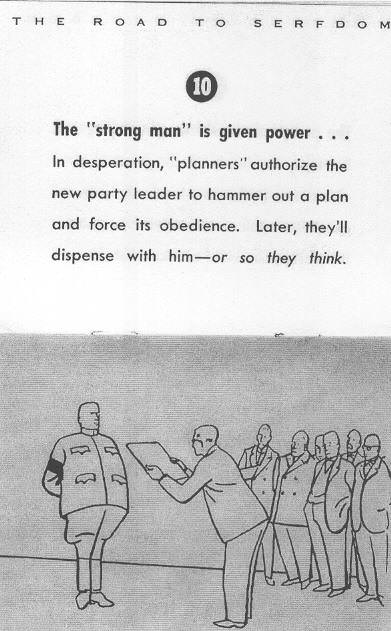 THE ROAD TO SERFDOM
10
The "strong man" is given power . . .
In desperation, "planners" authorize the
new party leader to hammer out a plan
and force its obedience. Later, they'll
dispense with him—or so they think.